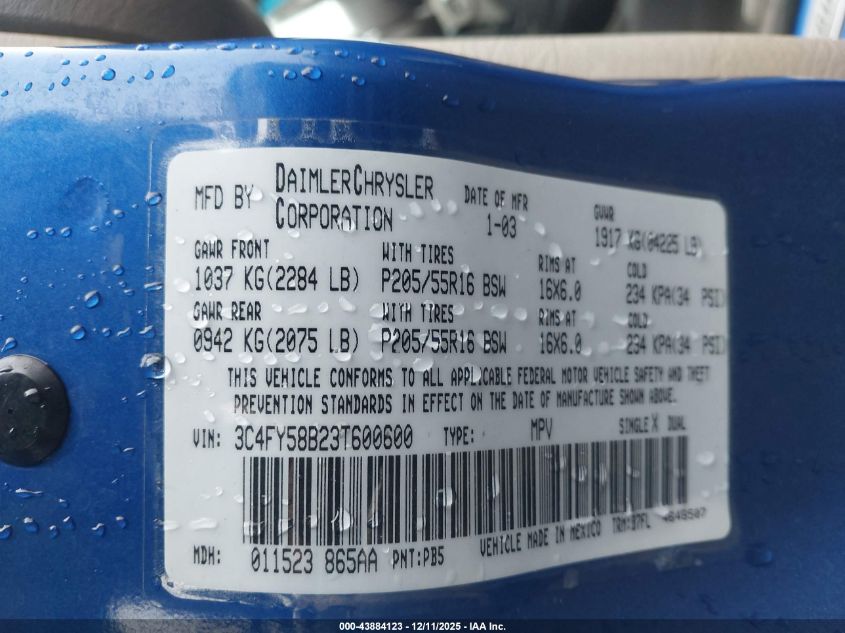 MFD BY DAIMLERCHRYSLER CORPORATION
DATE OF MFR 1-03
GVWR 1917 KG(04225 LB)
GAWR FRONT WITH TIRES RIMS AT COLD
1037 KG(2284 LB) P205/55R16 BSW 16X6.0 234 KPA(34 PSI)
GAWR REAR WITH TIRES RIMS AT COLD
0942 KG(2075 LB) P205/55R16 BSW 16X6.0 234 KPA(34 PSI)
THIS VEHICLE CONFORMS TO ALL APPLICABLE FEDERAL MOTOR VEHICLE SAFETY AND THEFT
PREVENTION STANDARDS IN EFFECT ON THE DATE OF MANUFACTURE SHOWN ABOVE.
VIN: 3C4FY58B23T600600 TYPE: MPV SINGLE X DUAL
MDH: 011523 865AA PNT:PB5 VEHICLE MADE IN MEXICO TRM:B7FL 4648507
000-43884123 - 12/11/2025 - IAA Inc.